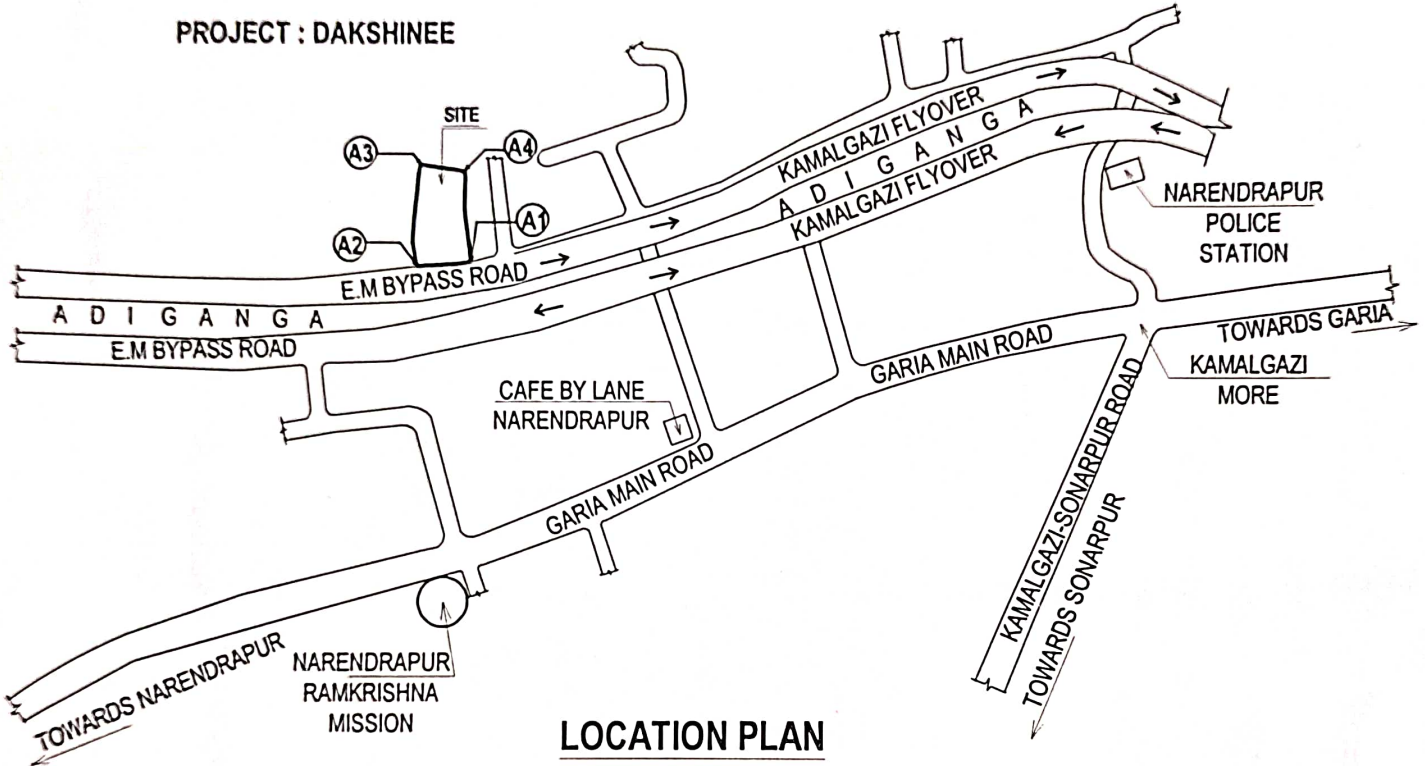 PROJECT : DAKSHINEE
SITE
A3
A4
A2
A1
KAMALGAZI FLYOVER
A D I G A N G A
KAMALGAZI FLYOVER
NARENDRAPUR
POLICE
STATION
E.M BYPASS ROAD
A D I G A N G A
E.M BYPASS ROAD
TOWARDS GARIA
GARIA MAIN ROAD
KAMALGAZI
MORE
CAFE BY LANE
NARENDRAPUR
GARIA MAIN ROAD
KAMALGAZI-SONARPUR ROAD
TOWARDS SONARPUR
TOWARDS NARENDRAPUR
NARENDRAPUR
RAMKRISHNA
MISSION
LOCATION PLAN